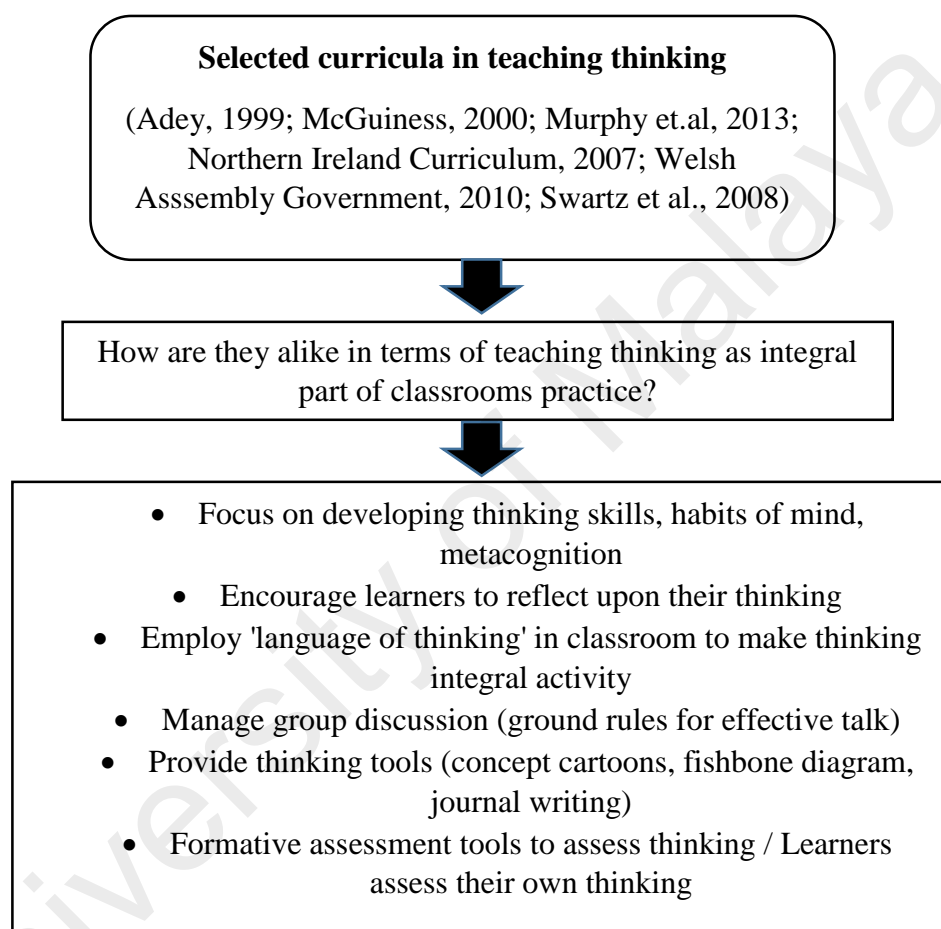 Selected curricula in teaching thinking
(Adey, 1999; McGuiness, 2000; Murphy et.al, 2013;
Northern Ireland Curriculum, 2007; Welsh
Asssembly Government, 2010; Swartz et al., 2008)
How are they alike in terms of teaching thinking as integral
part of classrooms practice?
• Focus on developing thinking skills, habits of mind,
metacognition
• Encourage learners to reflect upon their thinking
• Employ 'language of thinking' in classroom to make thinking
integral activity
• Manage group discussion (ground rules for effective talk)
• Provide thinking tools (concept cartoons, fishbone diagram,
journal writing)
• Formative assessment tools to assess thinking / Learners
assess their own thinking
University of Malaya